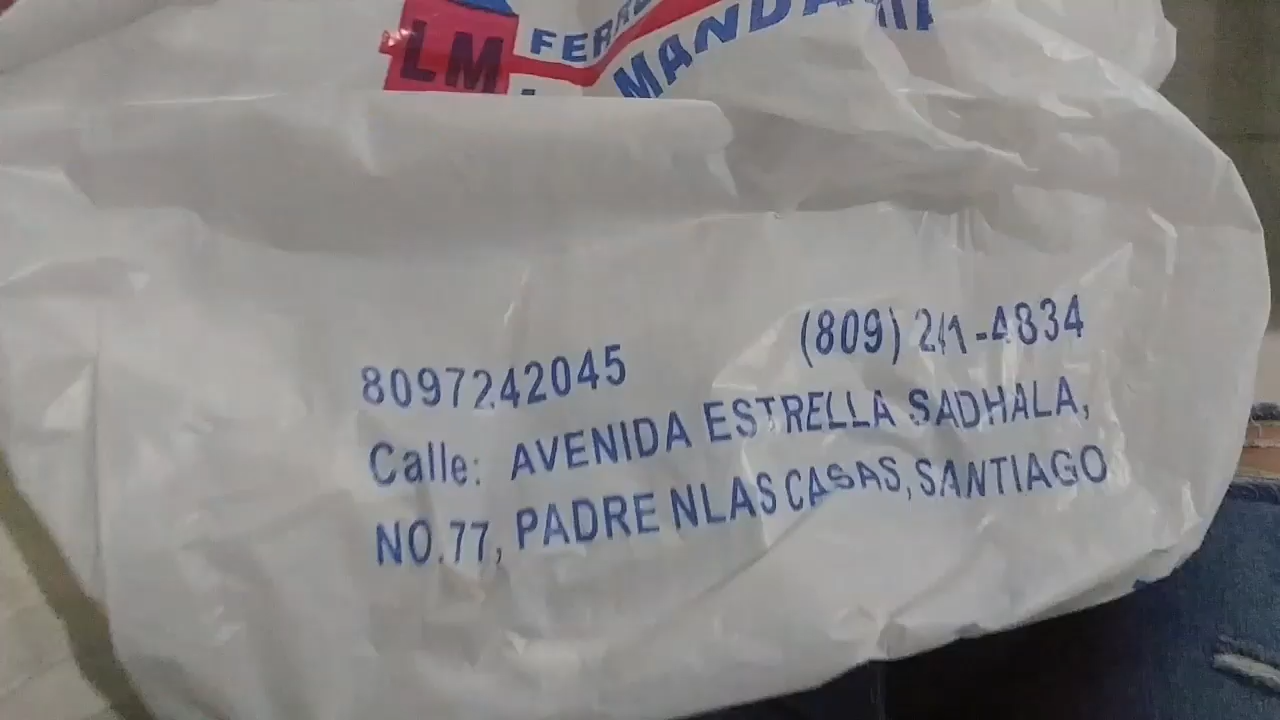 LM
8097242045 (809) 241-4834
Calle: AVENIDA ESTRELLA SADHALA,
NO.77, PADRE NLAS CASAS, SANTIAGO